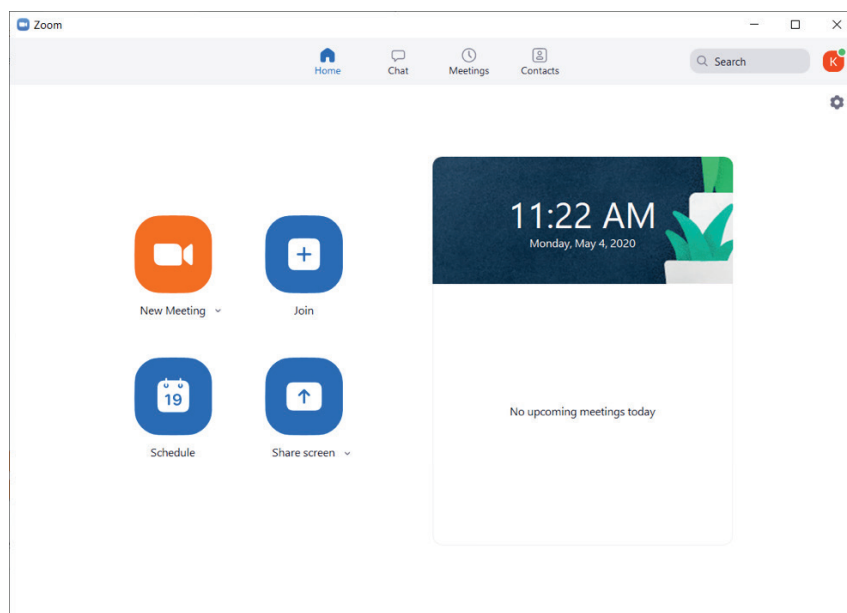 Zoom
Home
Chat
Meetings
Contacts
Search
K
11:22 AM
Monday, May 4, 2020
New Meeting
Join
19
Schedule
Share screen
No upcoming meetings today